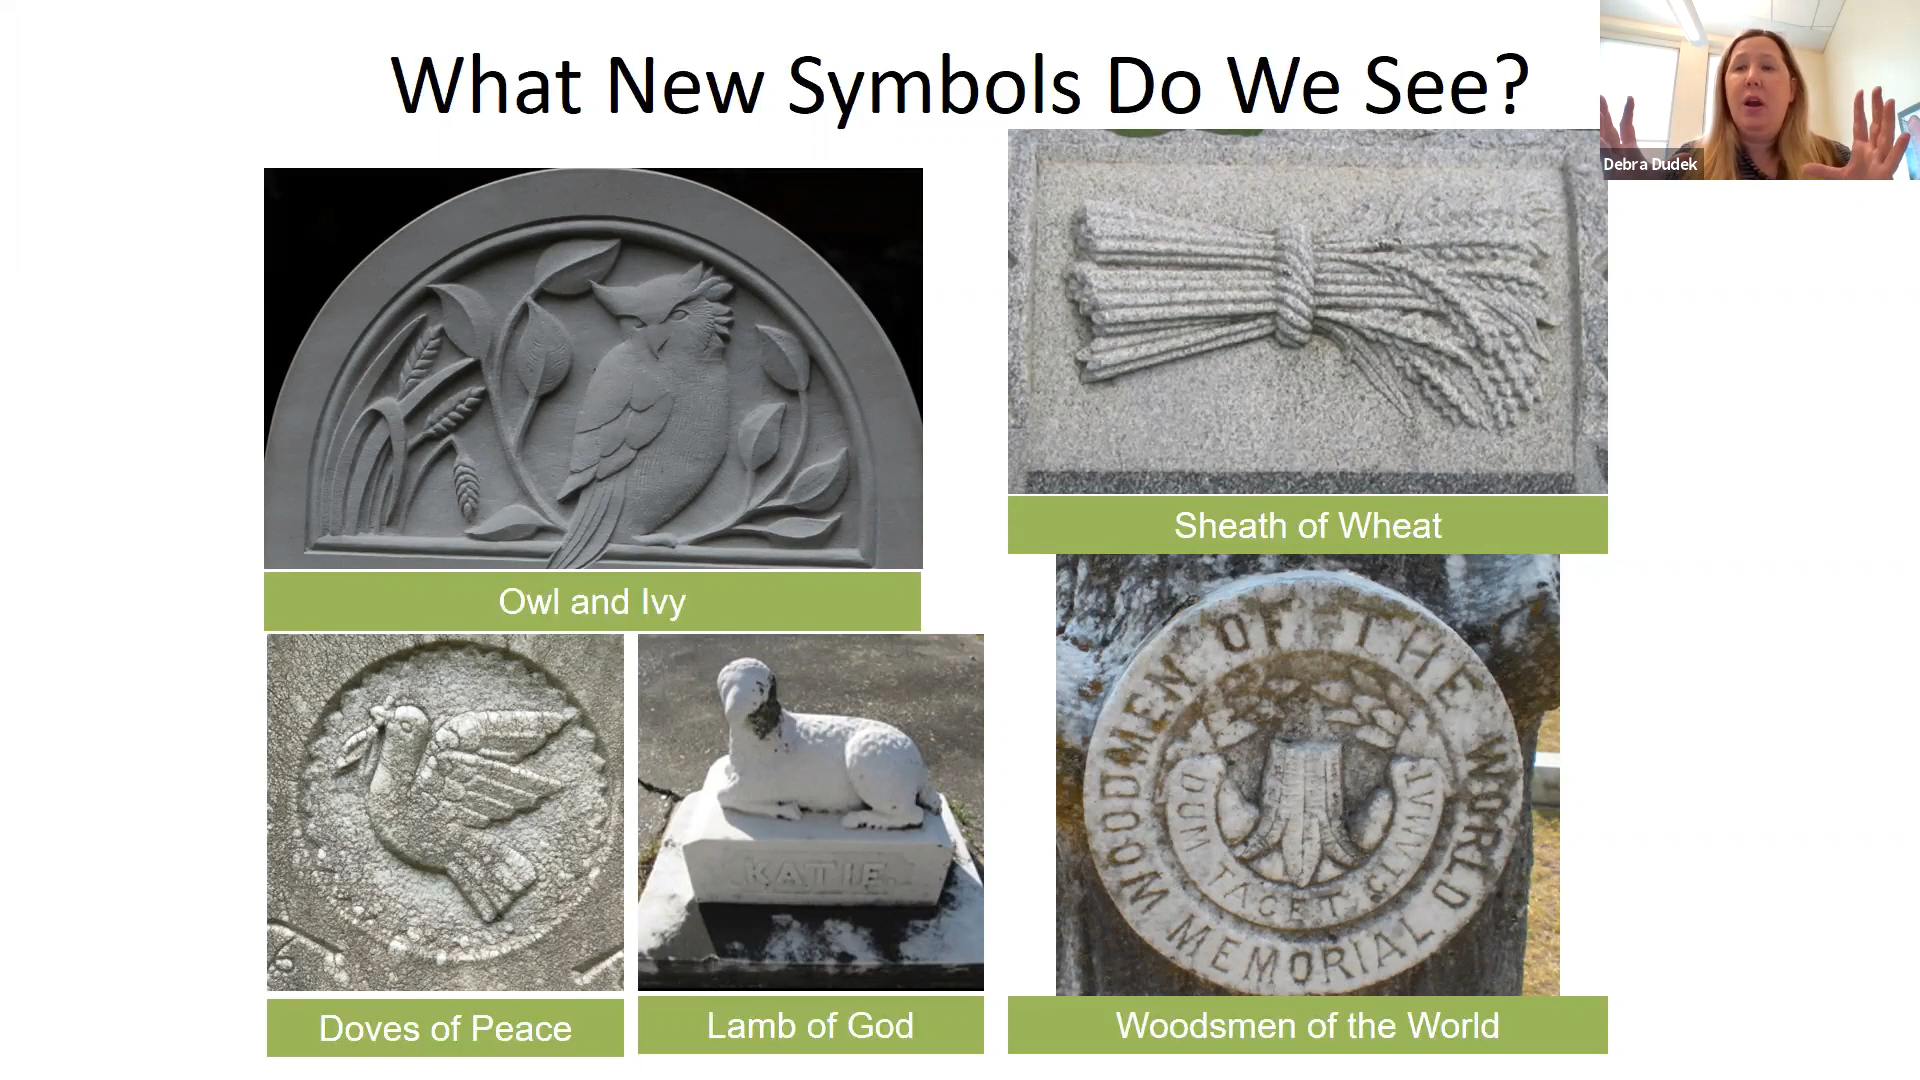 What New Symbols Do We See?
Debra Dudek
Sheath of Wheat
Owl and Ivy
WOODMEN OF THE WORLD
DUM TACET CLAMAT
MEMORIAL
KATIE.
Doves of Peace
Lamb of God
Woodsmen of the World